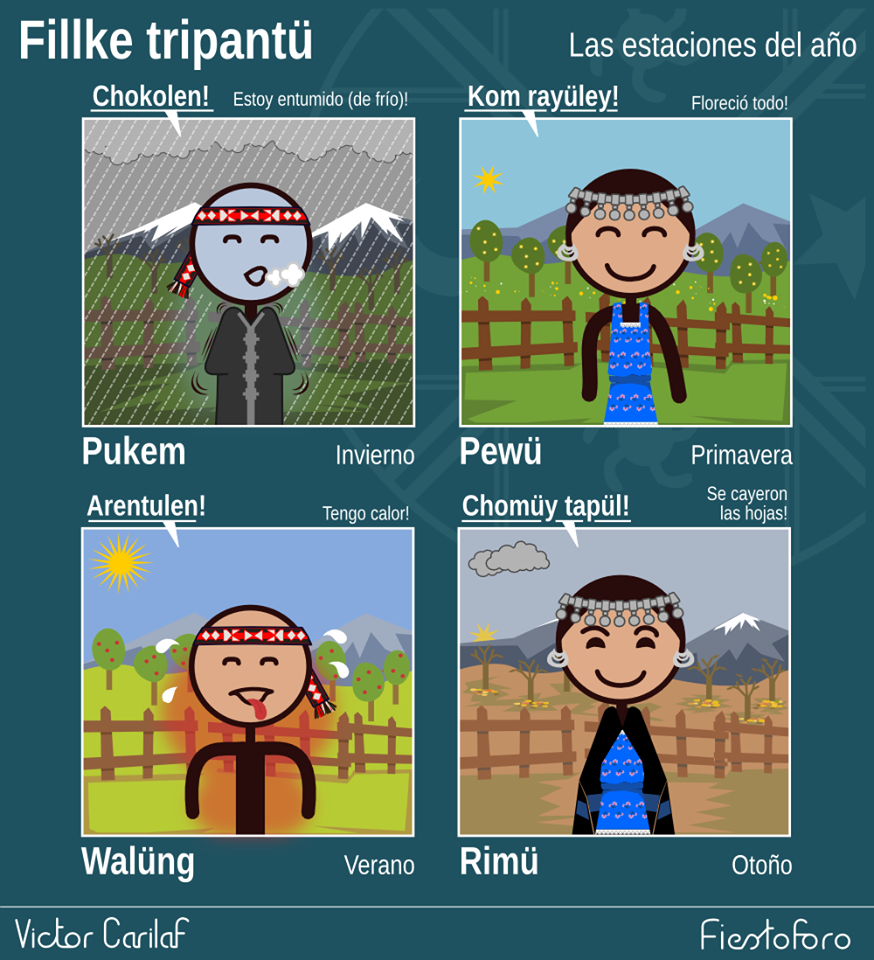 Fillke tripantü
Las estaciones del año
Chokolen!
Estoy entumido (de frío)!
Kom rayüley!
Floreció todo!
Pukem
Invierno
Pewü
Primavera
Arentulen!
Tengo calor!
Chomüy tapül!
Se cayeron
las hojas!
Walüng
Verano
Rimü
Otoño
Victor Carilaf
Fiestoforo